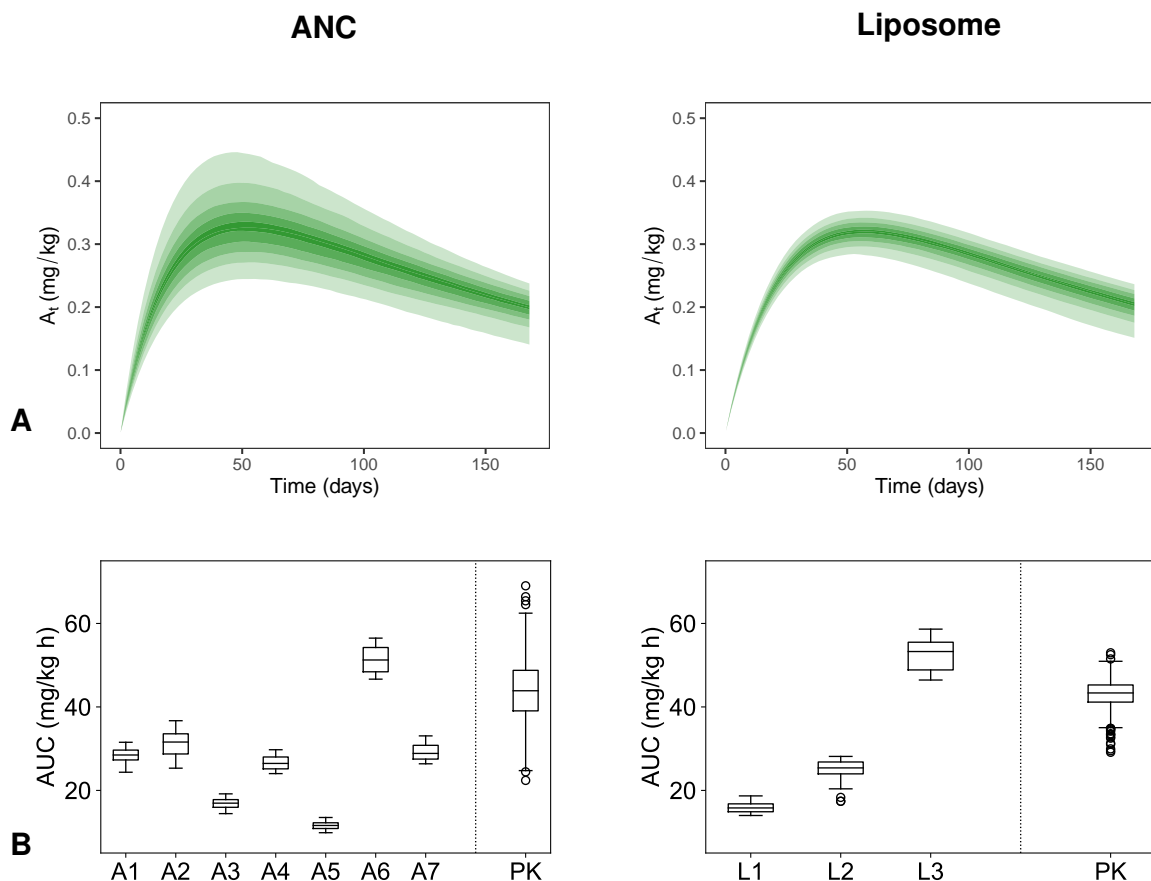 ANC
Liposome
0.5
0.4
0.3
0.2
0.1
0.0
At (mg/kg)
0 50 100 150
Time (days)
0.5
0.4
0.3
0.2
0.1
0.0
At (mg/kg)
0 50 100 150
Time (days)
A
60
40
20
AUC (mg/kg h)
A1 A2 A3 A4 A5 A6 A7 PK
60
40
20
AUC (mg/kg h)
L1 L2 L3 PK
B